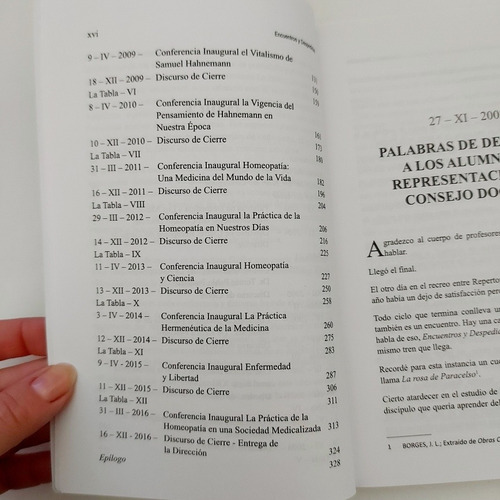 xvi
Encuentros y Despedidas
9 – IV – 2009 – Conferencia Inaugural el Vitalismo de
Samuel Hahnemann
18 – XII – 2009 – Discurso de Cierre
La Tabla – VI 150
8 – IV – 2010 – Conferencia Inaugural la Vigencia del 151
Pensamiento de Hahnemann en
Nuestra Época
10 – XII – 2010 – Discurso de Cierre 171
La Tabla – VII 180
31 – III – 2011 – Conferencia Inaugural Homeopatía:
Una Medicina del Mundo de la Vida 182
16 – XII – 2011 – Discurso de Cierre 196
La Tabla – VIII 204
29 – III – 2012 – Conferencia Inaugural la Práctica de la
Homeopatía en Nuestros Días 206
14 – XII – 2012 – Discurso de Cierre 216
La Tabla – IX 225
11 – IV – 2013 – Conferencia Inaugural Homeopatía
y Ciencia 227
13 – XII – 2013 – Discurso de Cierre 250
La Tabla – X 258
3 – IV – 2014 – Conferencia Inaugural La Práctica
Hermenéutica de la Medicina 260
12 – XII – 2014 – Discurso de Cierre 275
La Tabla – XI 283
9 – IV – 2015 – Conferencia Inaugural Enfermedad
y Libertad 287
11 – XII – 2015 – Discurso de Cierre 306
La Tabla – XII 311
31 – III – 2016 – Conferencia Inaugural La Práctica de la
Homeopatía en una Sociedad Medicalizada 313
16 – XII - 2016 – Discurso de Cierre - Entrega de
la Dirección 324
Epílogo 328
27 – XI – 200
PALABRAS DE DE
A LOS ALUMN
REPRESENTAC
CONSEJO DO
Agradezco al cuerpo de profesores
hablar.
Llegó el final.
El otro día en el recreo entre Repertor
año había un dejo de satisfacción per
Todo ciclo que termina conlleva u
también es un encuentro. Hay una ca
habla de eso, Encuentros y Despedid
mismo tren que llega.
Recordé para esta instancia un cue
llama La rosa de Paracelso¹.
Cierto atardecer en el estudio de
discípulo que quería aprender del
1 BORGES, J. L.; Extraído de Obras C